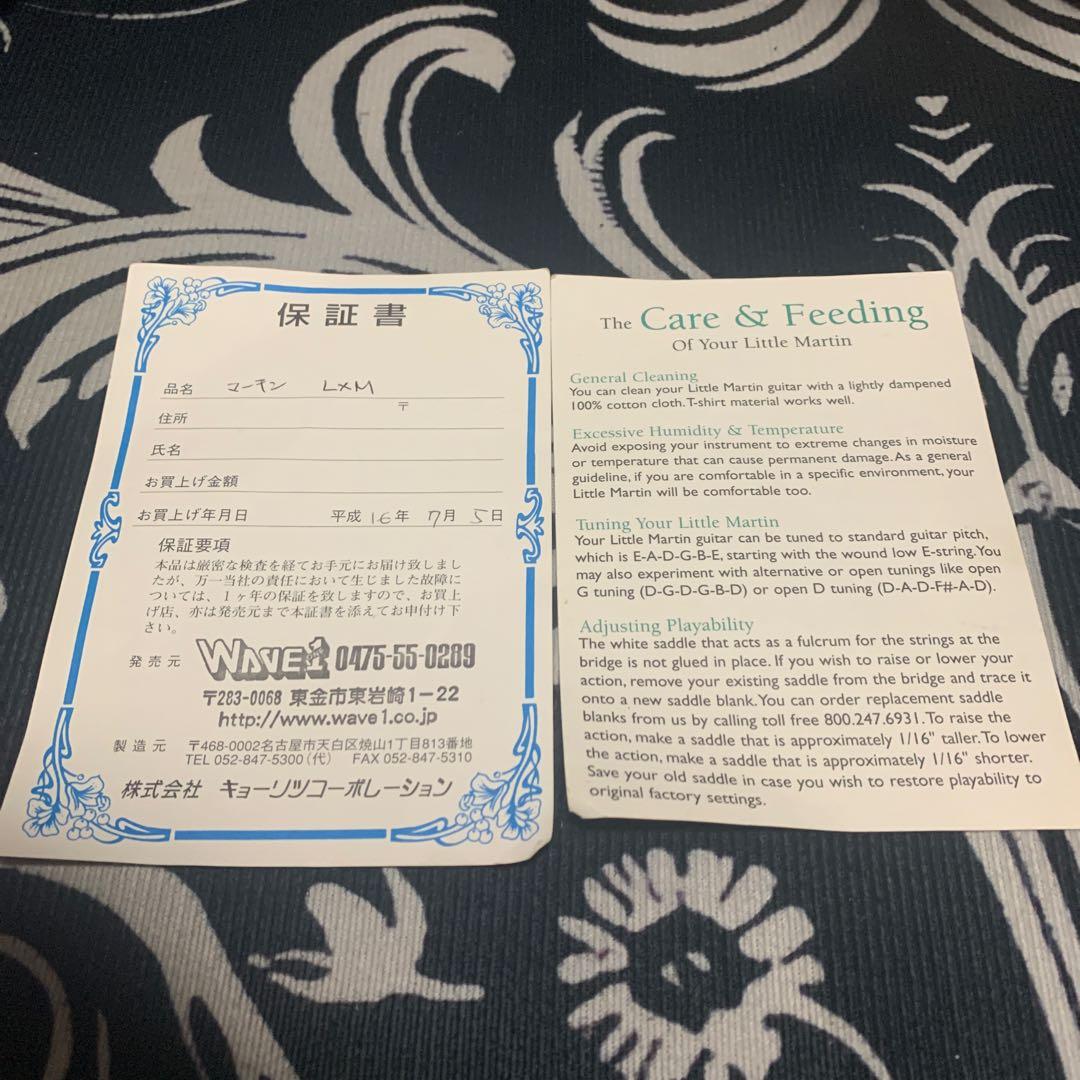 保証書
品名 マーチン LXM
〒
住所
氏名
お買上げ金額
お買上げ年月日 平成 16年 7月 5日
保証要項
本品は厳密な検査を経てお手元にお届け致しまし
たが、万一当社の責任において生じました故障に
ついては、1ヶ年の保証を致しますので、お買上
げ店、亦は発売元まで本証書を添えてお申付け下
さい。
発売元 WAVE1 0475-55-0289
〒283-0068 東金市東岩崎1-22
http://www.wave1.co.jp
製造元 〒468-0002名古屋市天白区焼山1丁目813番地
TEL 052-847-5300(代) FAX 052-847-5310
株式会社 キョーリツコーポレーション
The Care & Feeding
Of Your Little Martin
General Cleaning
You can clean your Little Martin guitar with a lightly dampened
100% cotton cloth. T-shirt material works well.
Excessive Humidity & Temperature
Avoid exposing your instrument to extreme changes in moisture
or temperature that can cause permanent damage. As a general
guideline, if you are comfortable in a specific environment, your
Little Martin will be comfortable too.
Tuning Your Little Martin
Your Little Martin guitar can be tuned to standard guitar pitch,
which is E-A-D-G-B-E, starting with the wound low E-string. You
may also experiment with alternative or open tunings like open
G tuning (D-G-D-G-B-D) or open D tuning (D-A-D-F#-A-D).
Adjusting Playability
The white saddle that acts as a fulcrum for the strings at the
bridge is not glued in place. If you wish to raise or lower your
action, remove your existing saddle from the bridge and trace it
onto a new saddle blank. You can order replacement saddle
blanks from us by calling toll free 800.247.6931. To raise the
action, make a saddle that is approximately 1/16" taller. To lower
the action, make a saddle that is approximately 1/16" shorter.
Save your old saddle in case you wish to restore playability to
original factory settings.